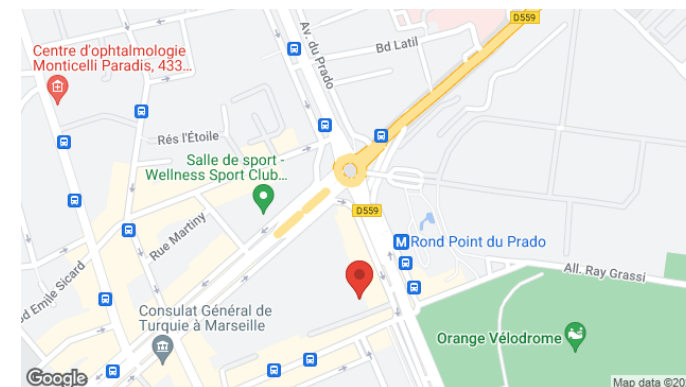 D559
Av. du Prado
Bd Latil
Centre d'ophtalmologie
Monticelli Paradis, 433...
Rés l'Étoile
Salle de sport -
Wellness Sport Club...
D559
Rue Martiny
M Rond Point du Prado
All. Ray Grassi
Emile Sicard
Consulat Général de
Turquie à Marseille
Orange Vélodrome
Google
Map data ©20